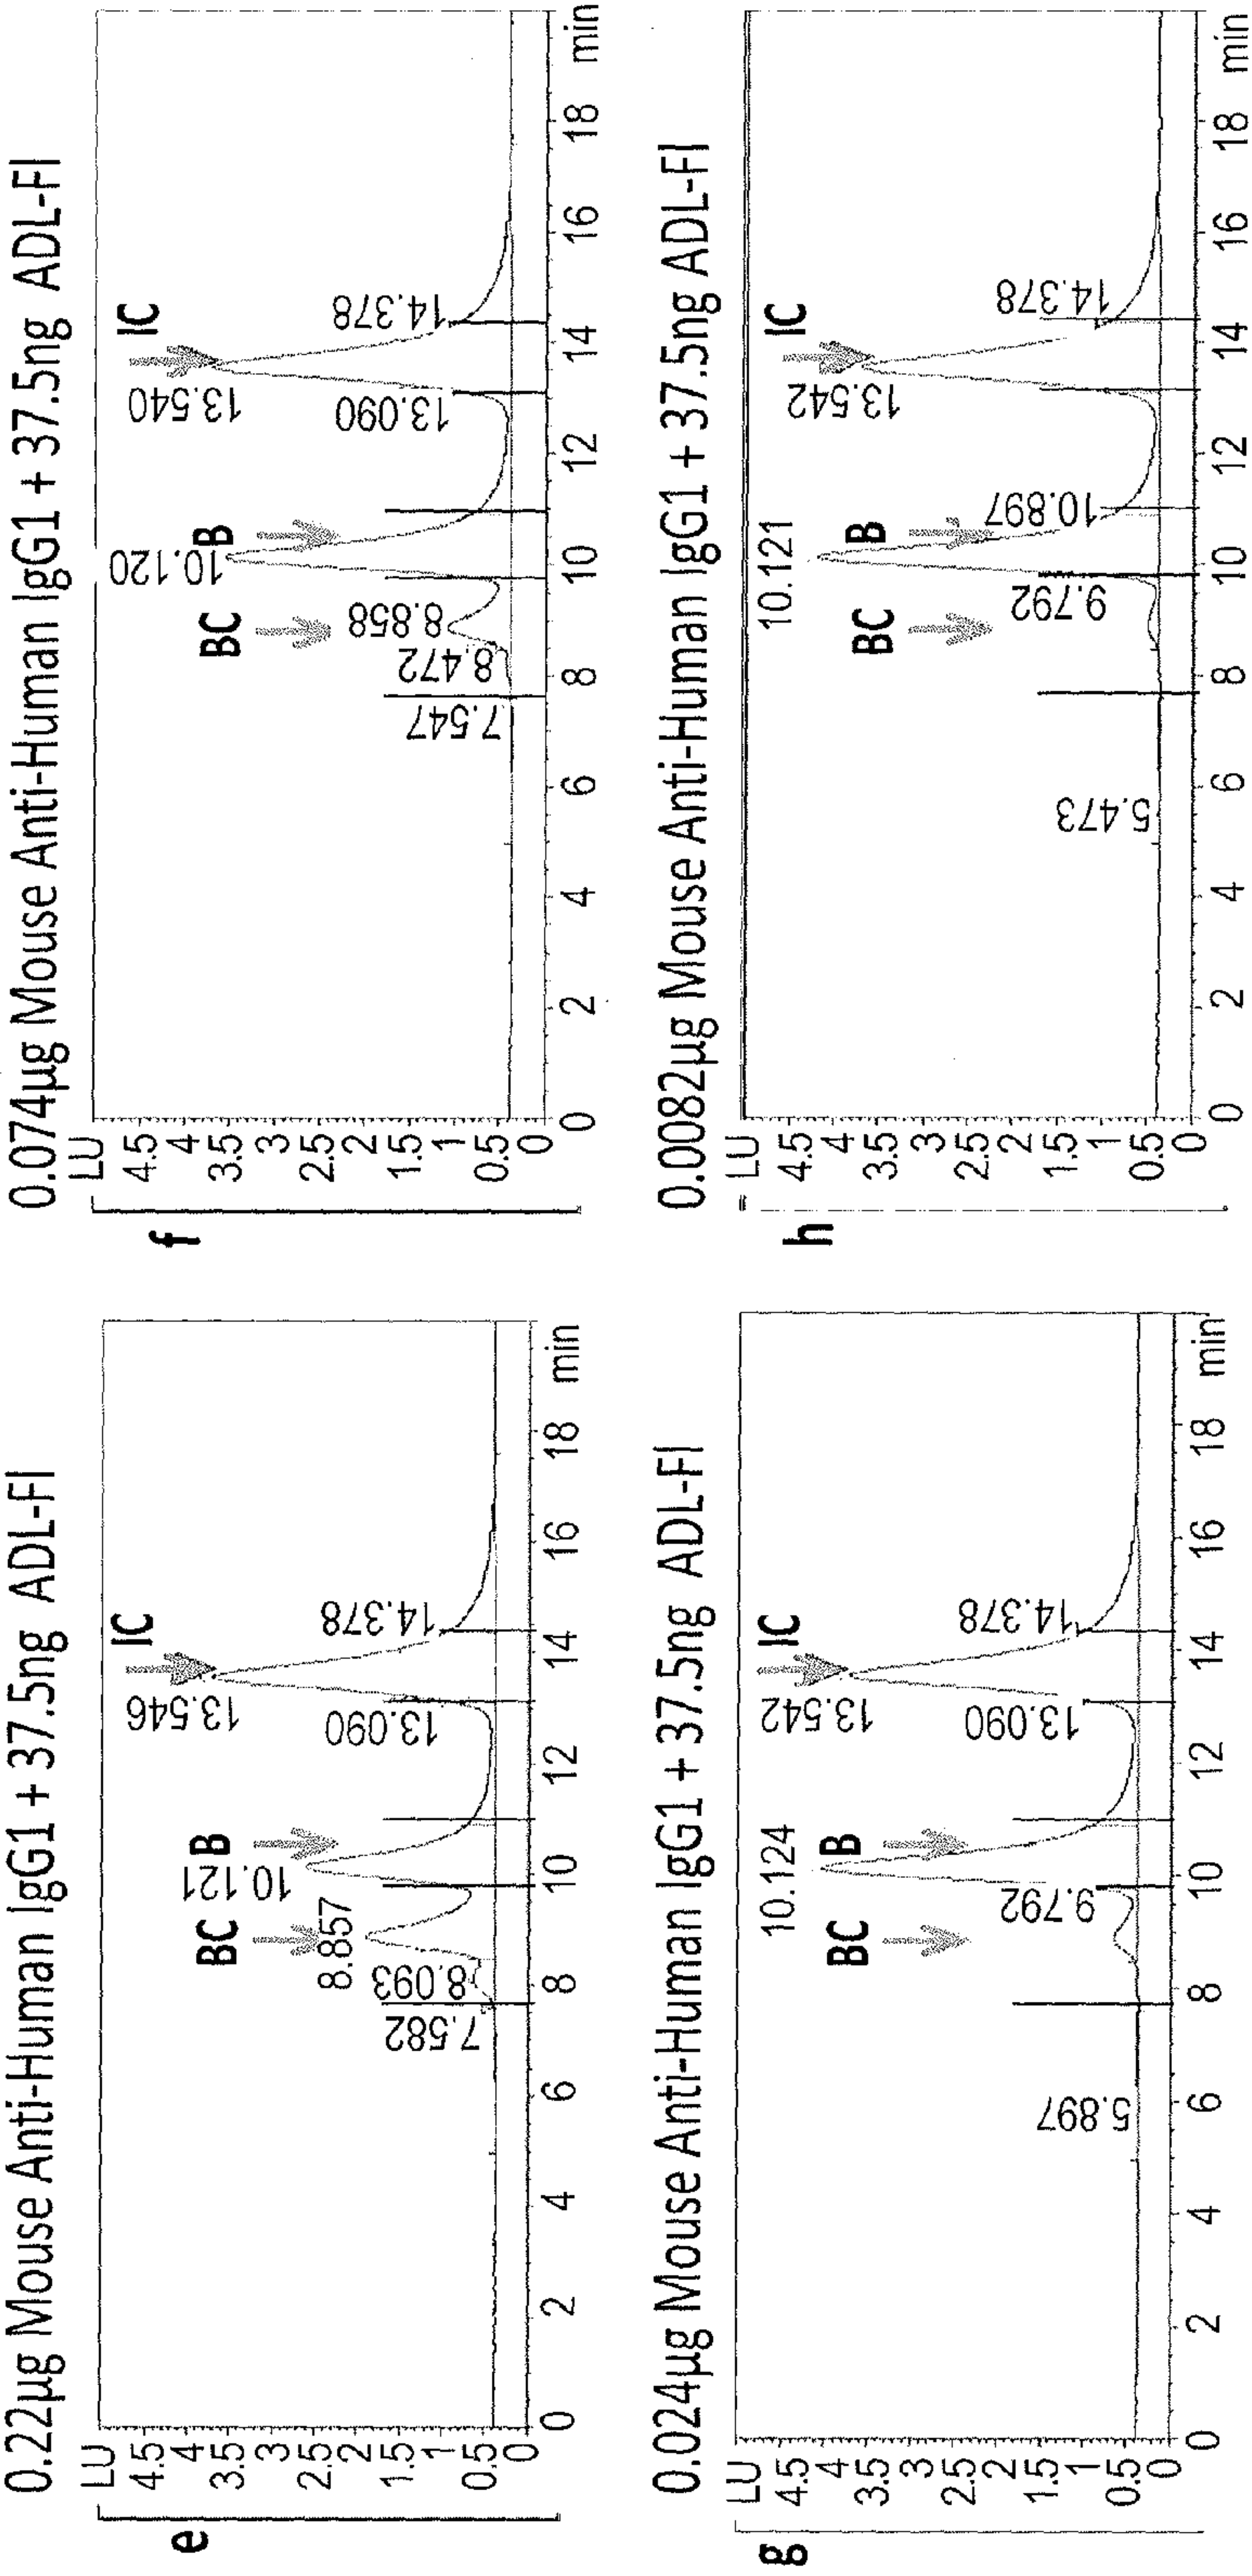 e
0.22µg Mouse Anti-Human IgG1 + 37.5ng ADL-Fl
LU
4.5
4
3.5
3
2.5
2
1.5
1
0.5
0
BC
B
IC
7.582
8.093
8.857
10.121
13.090
13.546
14.378
0 2 4 6 8 10 12 14 16 18 min
f
0.074µg Mouse Anti-Human IgG1 + 37.5ng ADL-Fl
LU
4.5
4
3.5
3
2.5
2
1.5
1
0.5
0
BC
B
IC
7.547
8.472
8.858
10.120
13.090
13.540
14.378
0 2 4 6 8 10 12 14 16 18 min
g
0.024µg Mouse Anti-Human IgG1 + 37.5ng ADL-Fl
LU
4.5
4
3.5
3
2.5
2
1.5
1
0.5
0
BC
B
IC
5.897
9.792
10.124
13.090
13.542
14.378
0 2 4 6 8 10 12 14 16 18 min
h
0.0082µg Mouse Anti-Human IgG1 + 37.5ng ADL-Fl
LU
4.5
4
3.5
3
2.5
2
1.5
1
0.5
0
BC
B
IC
5.473
9.792
10.121
10.897
13.542
14.378
0 2 4 6 8 10 12 14 16 18 min